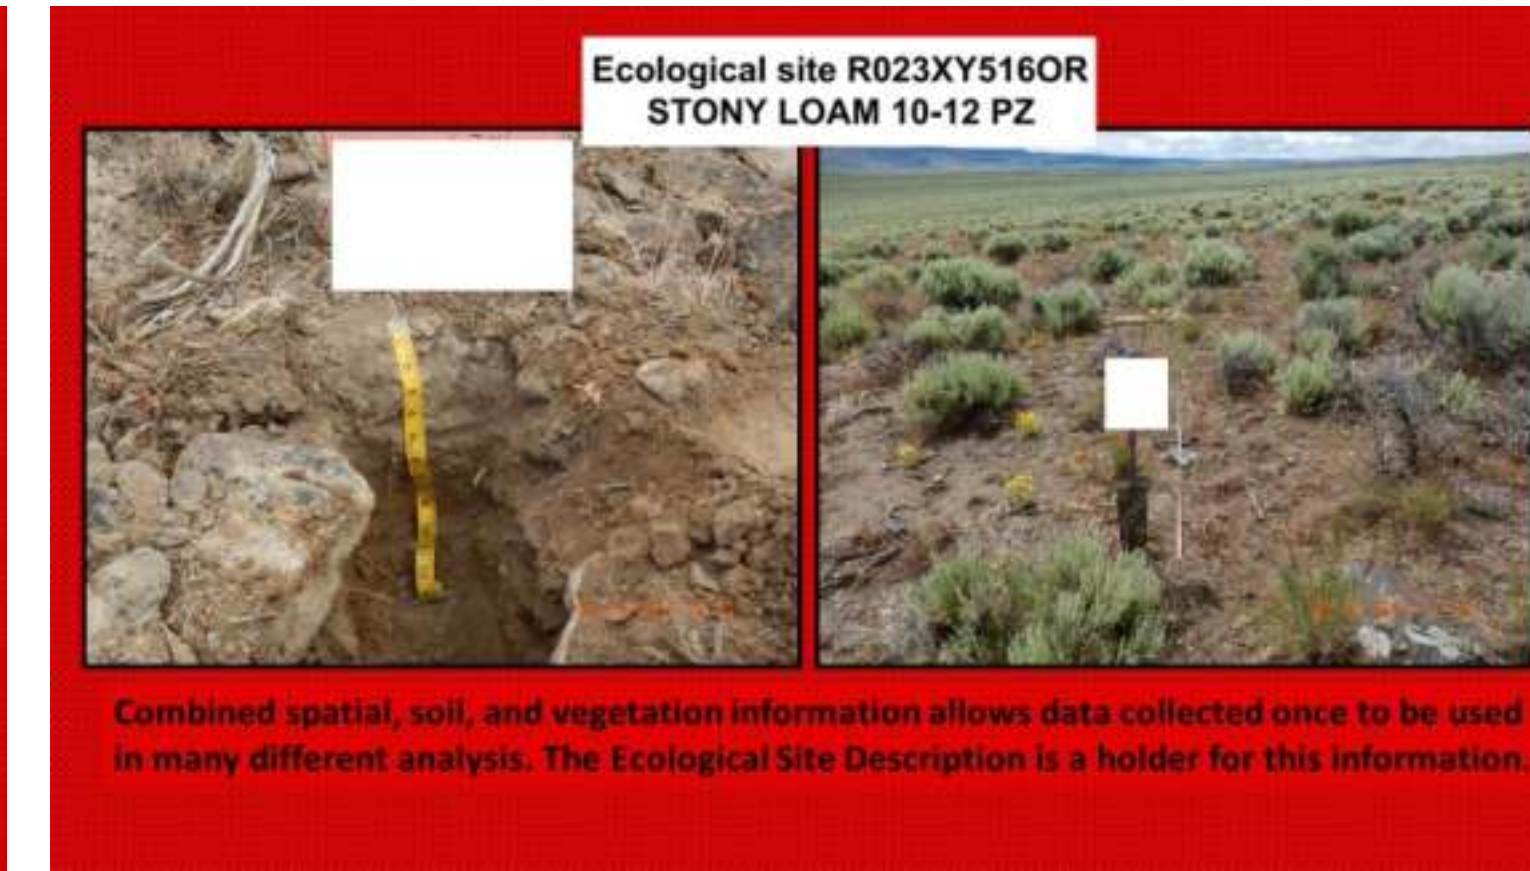 Ecological site R023XY516OR
STONY LOAM 10-12 PZ
Combined spatial, soil, and vegetation information allows data collected once to be used
in many different analysis. The Ecological Site Description is a holder for this information.